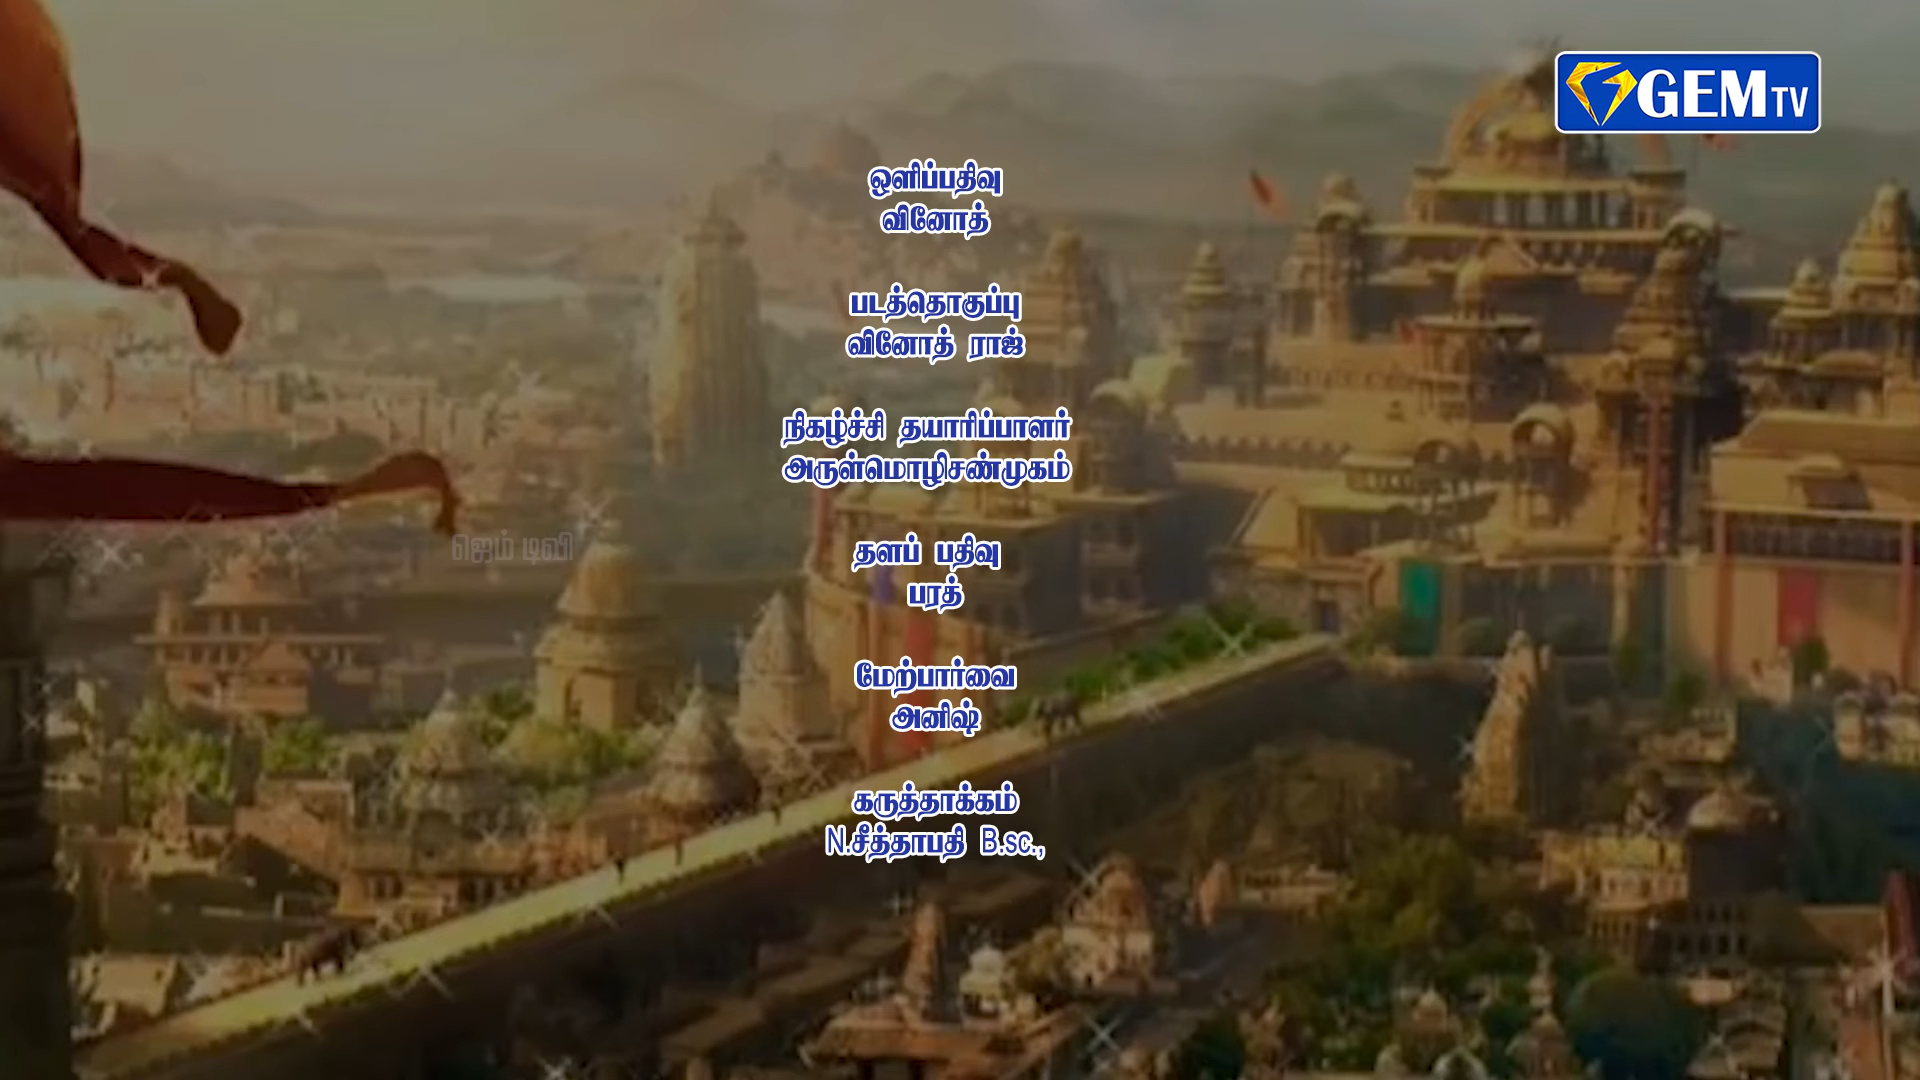 GEM TV
ஒளிப்பதிவு
வினோத்
படத்தொகுப்பு
வினோத் ராஜ்
நிகழ்ச்சி தயாரிப்பாளர்
அருள்மொழிசண்முகம்
ஜெம் டிவி
தளப் பதிவு
பரத்
மேற்பார்வை
அனிஷ்
கருத்தாக்கம்
N.சீத்தாபதி B.sc.,